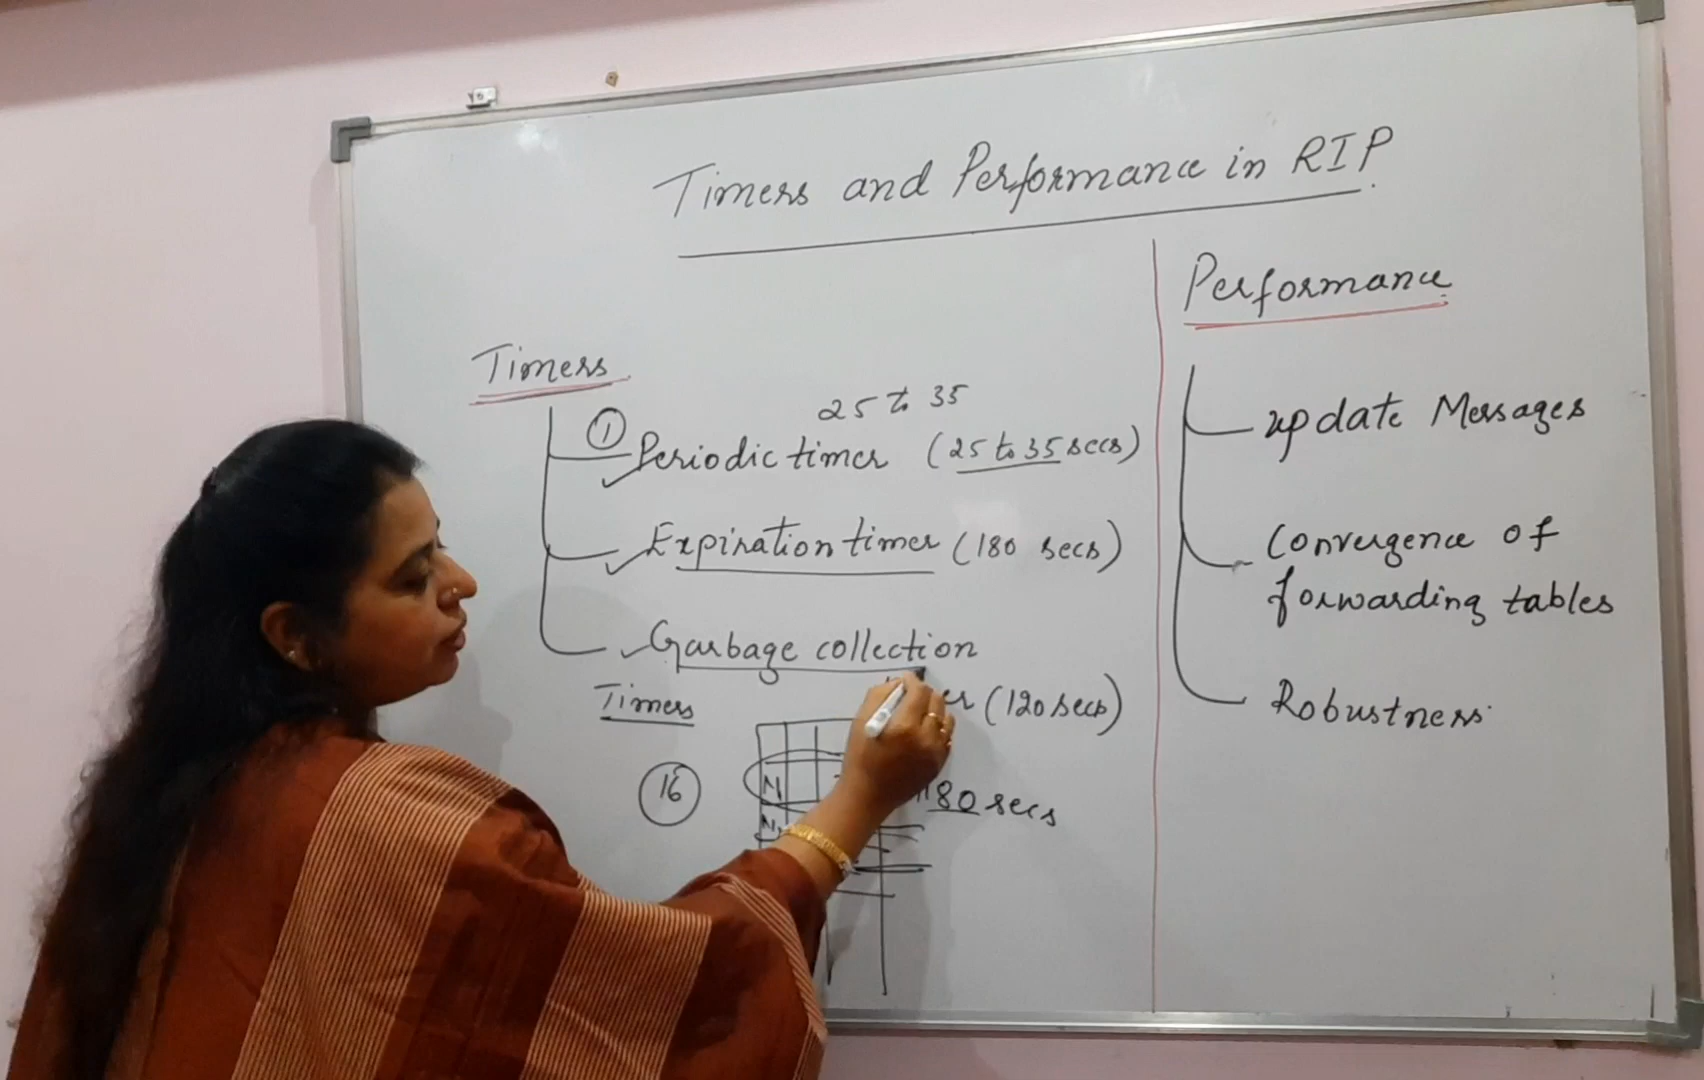 Timers and Performance in RIP.
Timers
25 to 35
① Periodic timer (25 to 35 secs)
Expiration timer (180 secs)
Garbage collection
(120 secs)
Timers
16
N
N
180 secs
Performance
update Messages
Convergence of
forwarding tables
Robustness